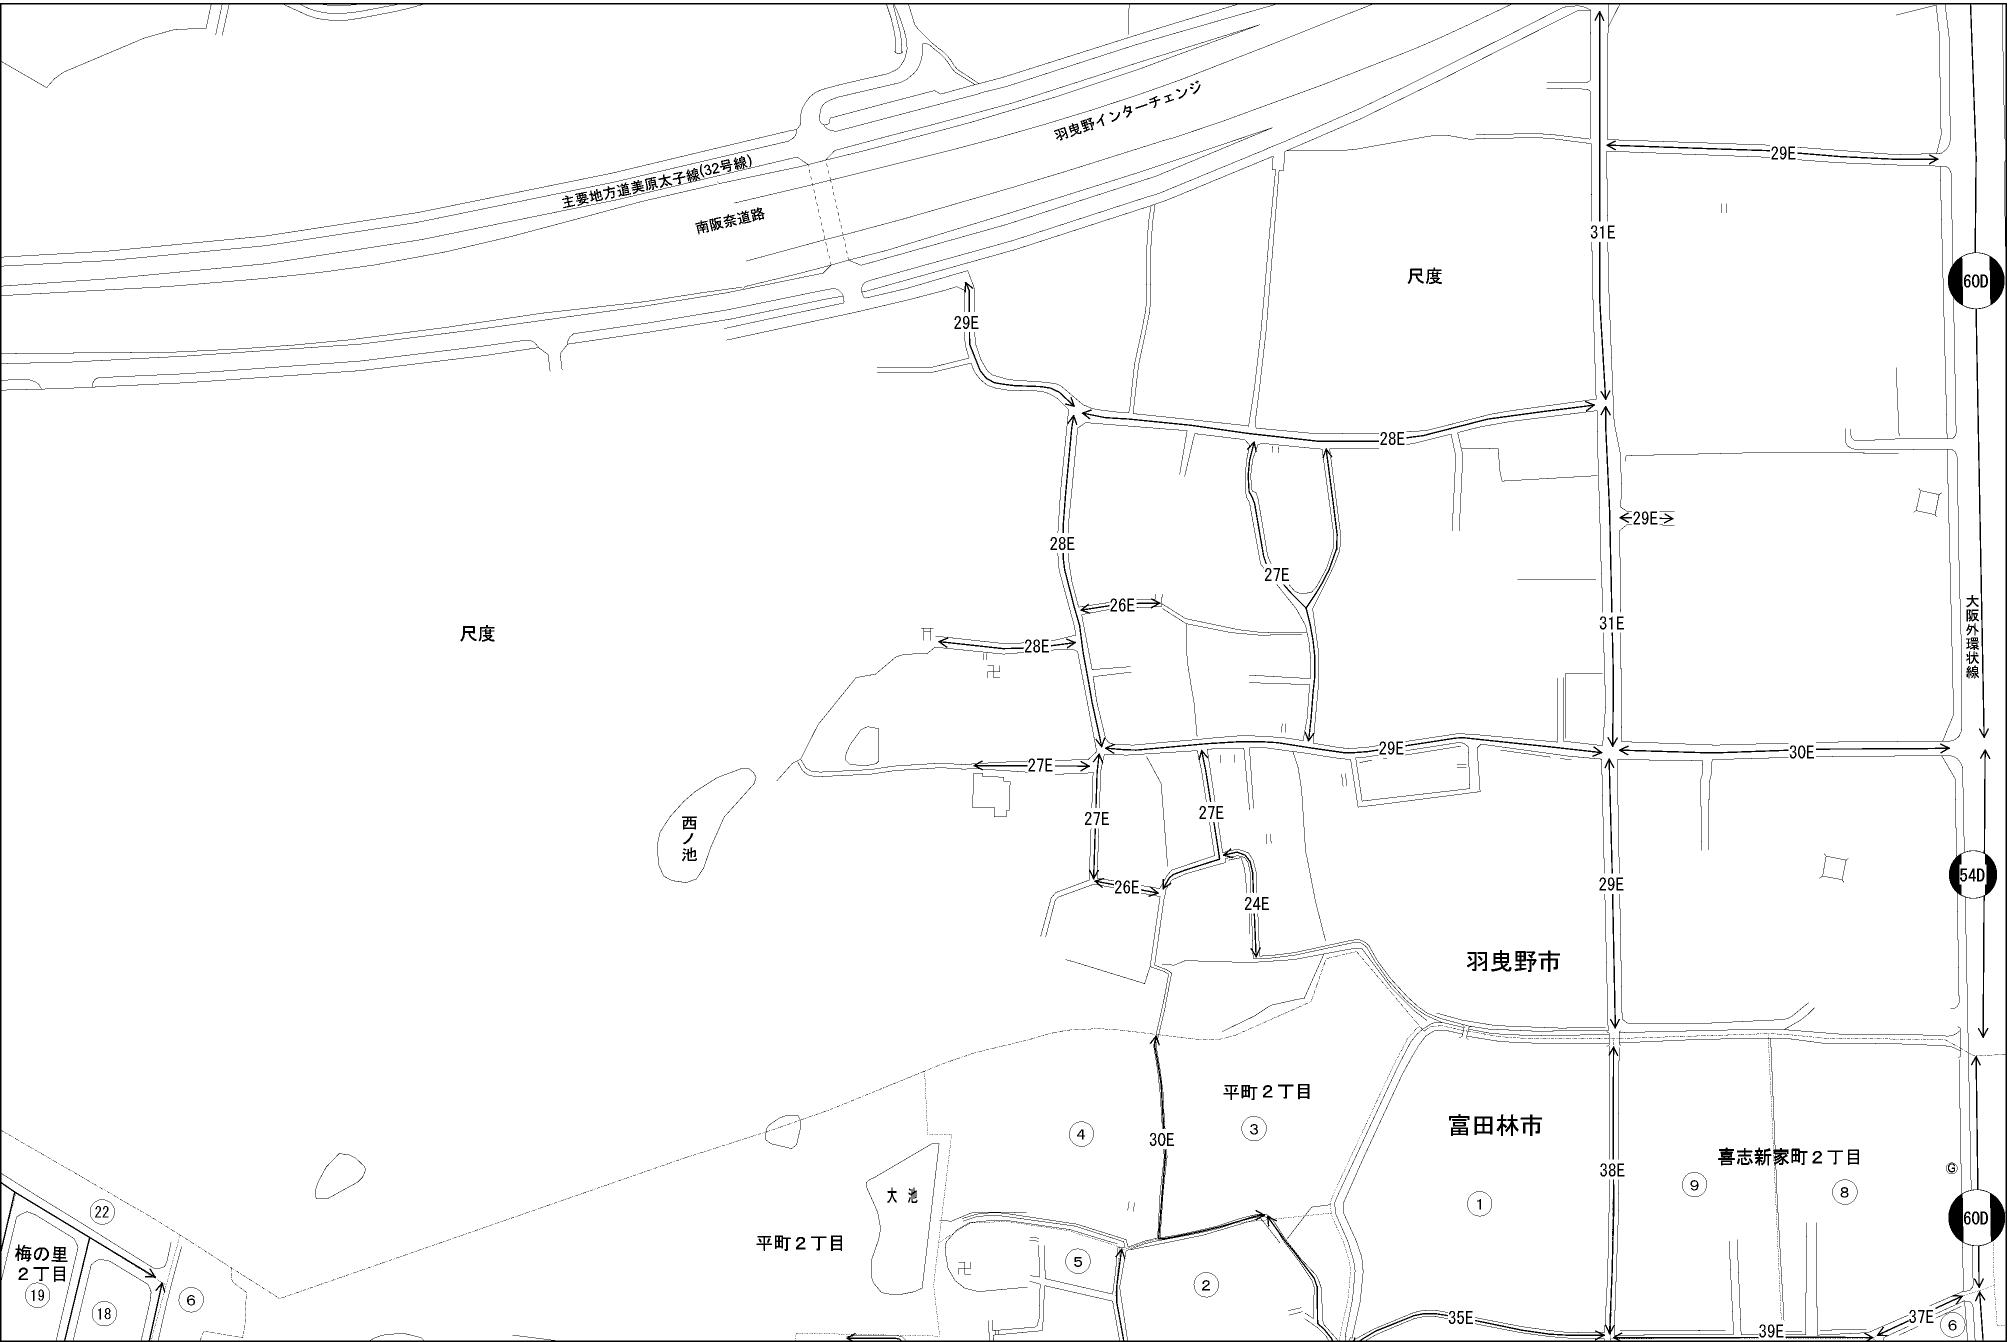 羽曳野インターチェンジ
主要地方道美原太子線(32号線)
南阪奈道路
29E
31E
尺度
60D
29E
28E
29E
28E
27E
26E
大阪外環状線
31E
尺度
28E
29E
30E
27E
西ノ池
27E
27E
54D
26E
29E
24E
羽曳野市
平町2丁目
富田林市
④
③
30E
喜志新家町2丁目
38E
G
⑨
⑧
大池
①
22
60D
平町2丁目
梅の里
2丁目
⑤
②
19
⑥
18
35E
37E
39E
⑥